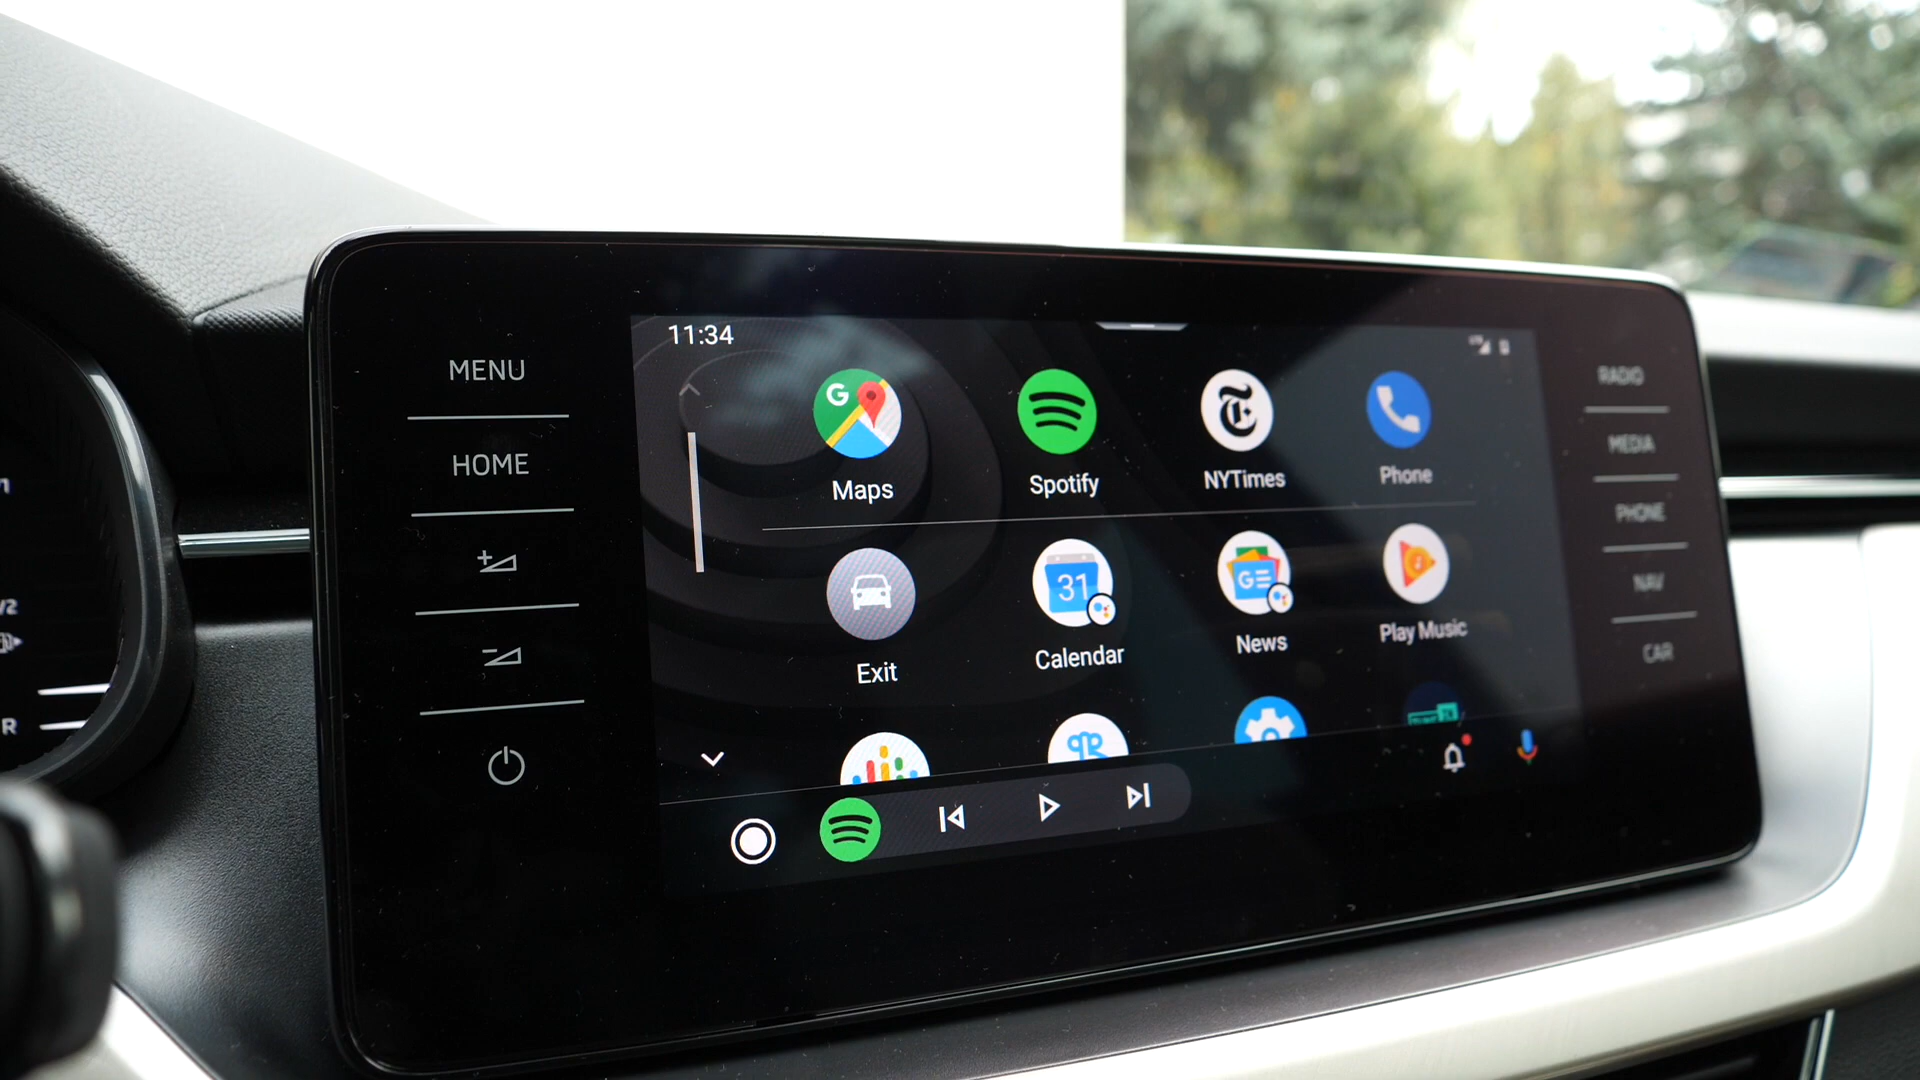 11:34
MENU
HOME
Maps
Spotify
NYTimes
Phone
Exit
31
Calendar
News
Play Music
RADIO
MEDIA
PHONE
NAV
CAR
R